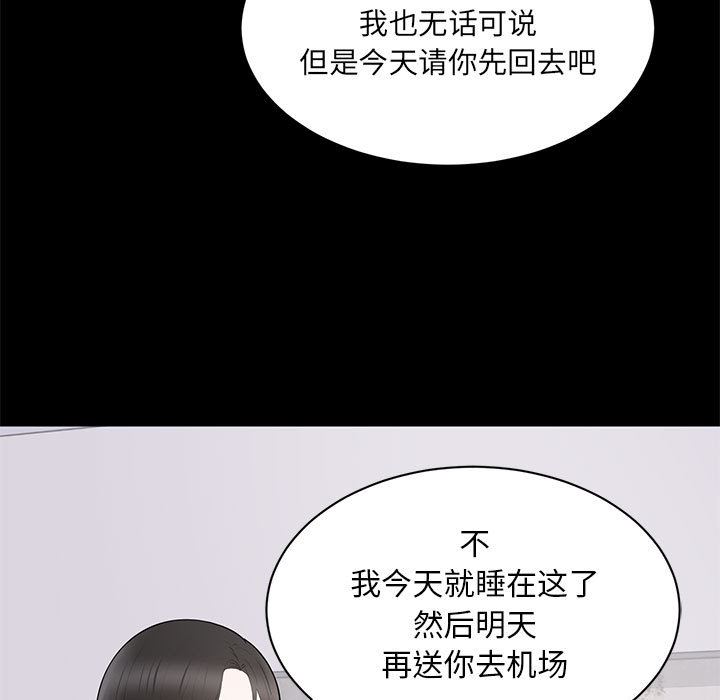 我也无话可说
但是今天请你先回去吧
不
我今天就睡在这了
然后明天
再送你去机场